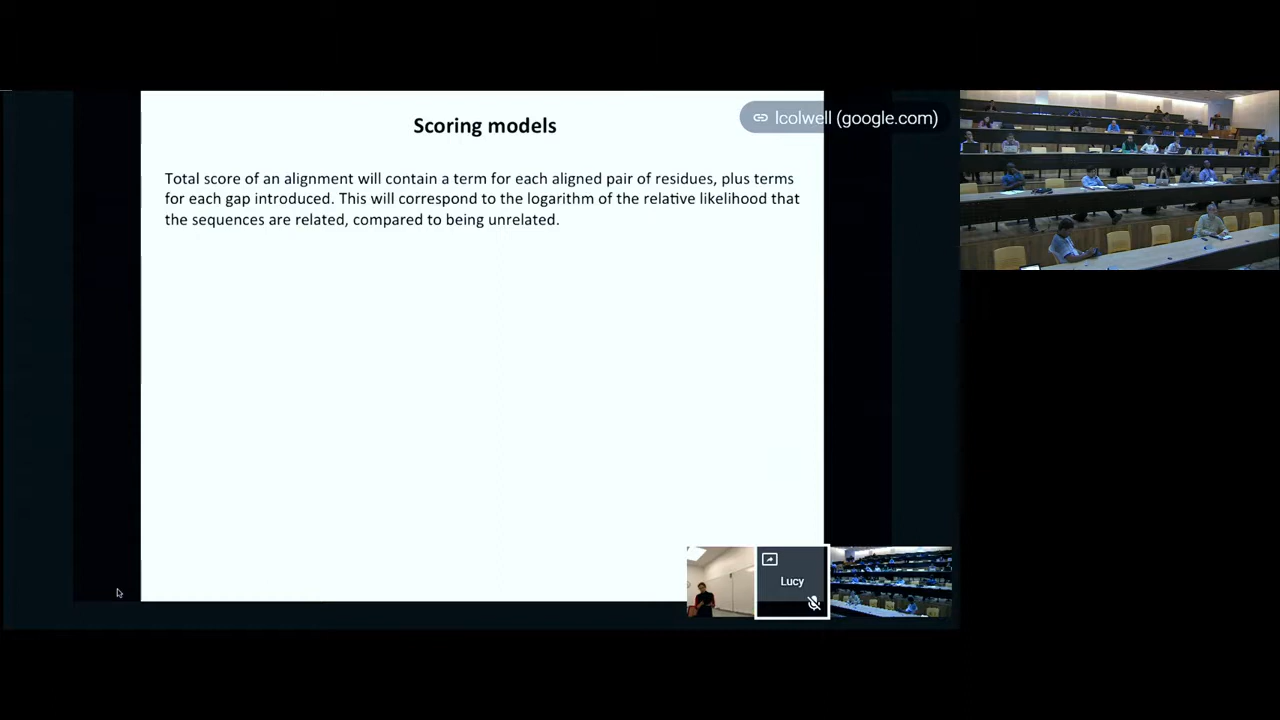 Scoring models
lcolwell (google.com)
Total score of an alignment will contain a term for each aligned pair of residues, plus terms
for each gap introduced. This will correspond to the logarithm of the relative likelihood that
the sequences are related, compared to being unrelated.
Lucy